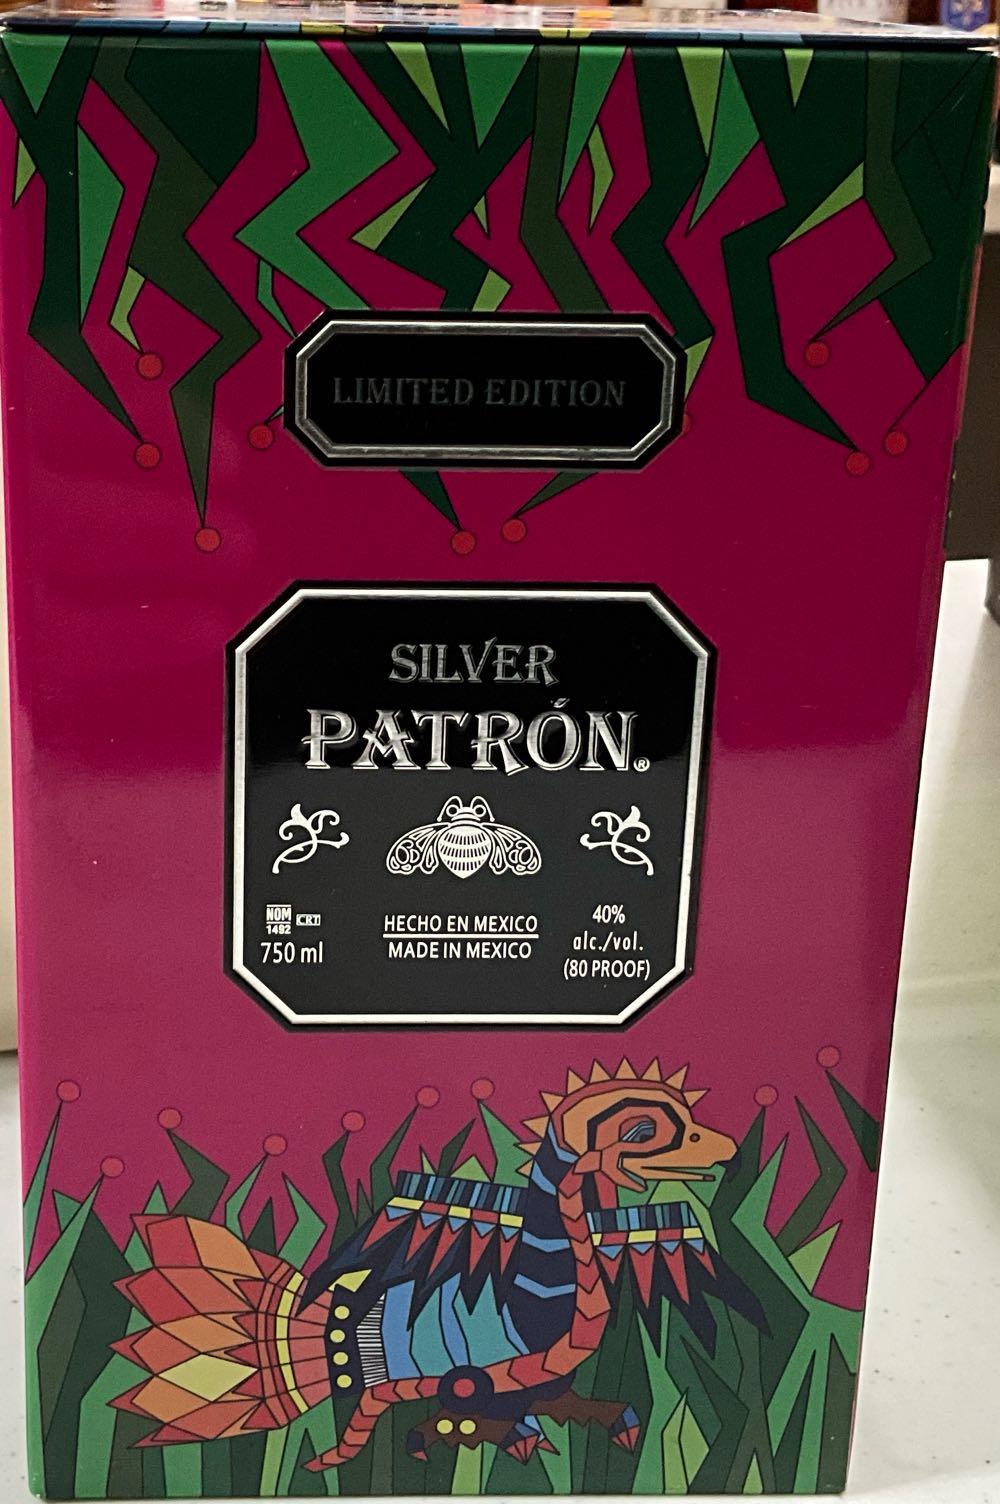 LIMITED EDITION
SILVER
PATRÓN®
NOM 1492 CRT
750 ml
HECHO EN MEXICO
MADE IN MEXICO
40%
alc./vol.
(80 PROOF)